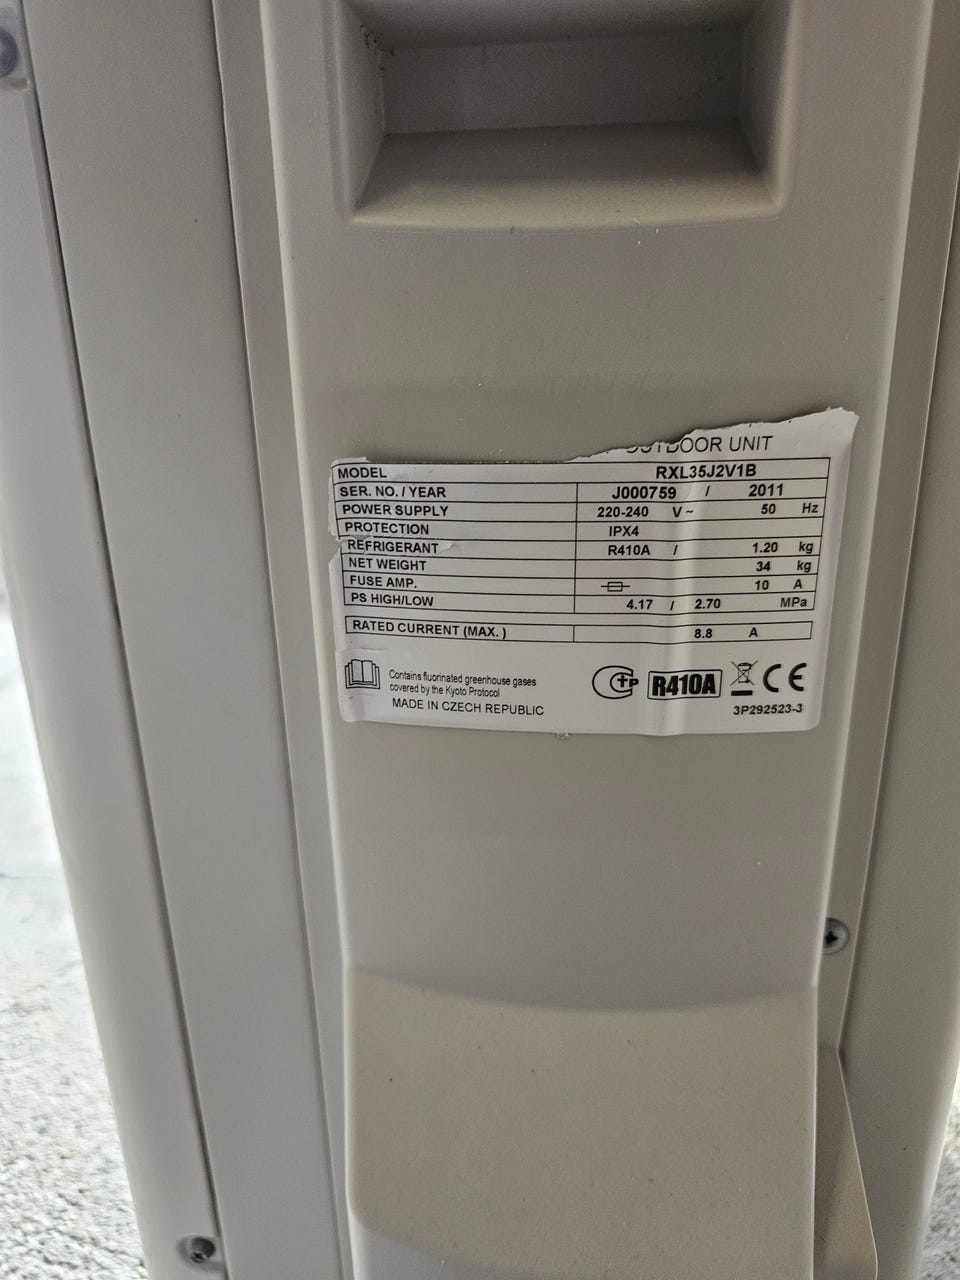 OUTDOOR UNIT
MODEL RXL35J2V1B
SER. NO. / YEAR J000759 / 2011
POWER SUPPLY 220-240 V ~ 50 Hz
PROTECTION IPX4
REFRIGERANT R410A / 1.20 kg
NET WEIGHT 34 kg
FUSE AMP. 10 A
PS HIGH/LOW 4.17 / 2.70 MPa
RATED CURRENT (MAX. ) 8.8 A
Contains fluorinated greenhouse gases
covered by the Kyoto Protocol
MADE IN CZECH REPUBLIC
R410A CE
3P292523-3